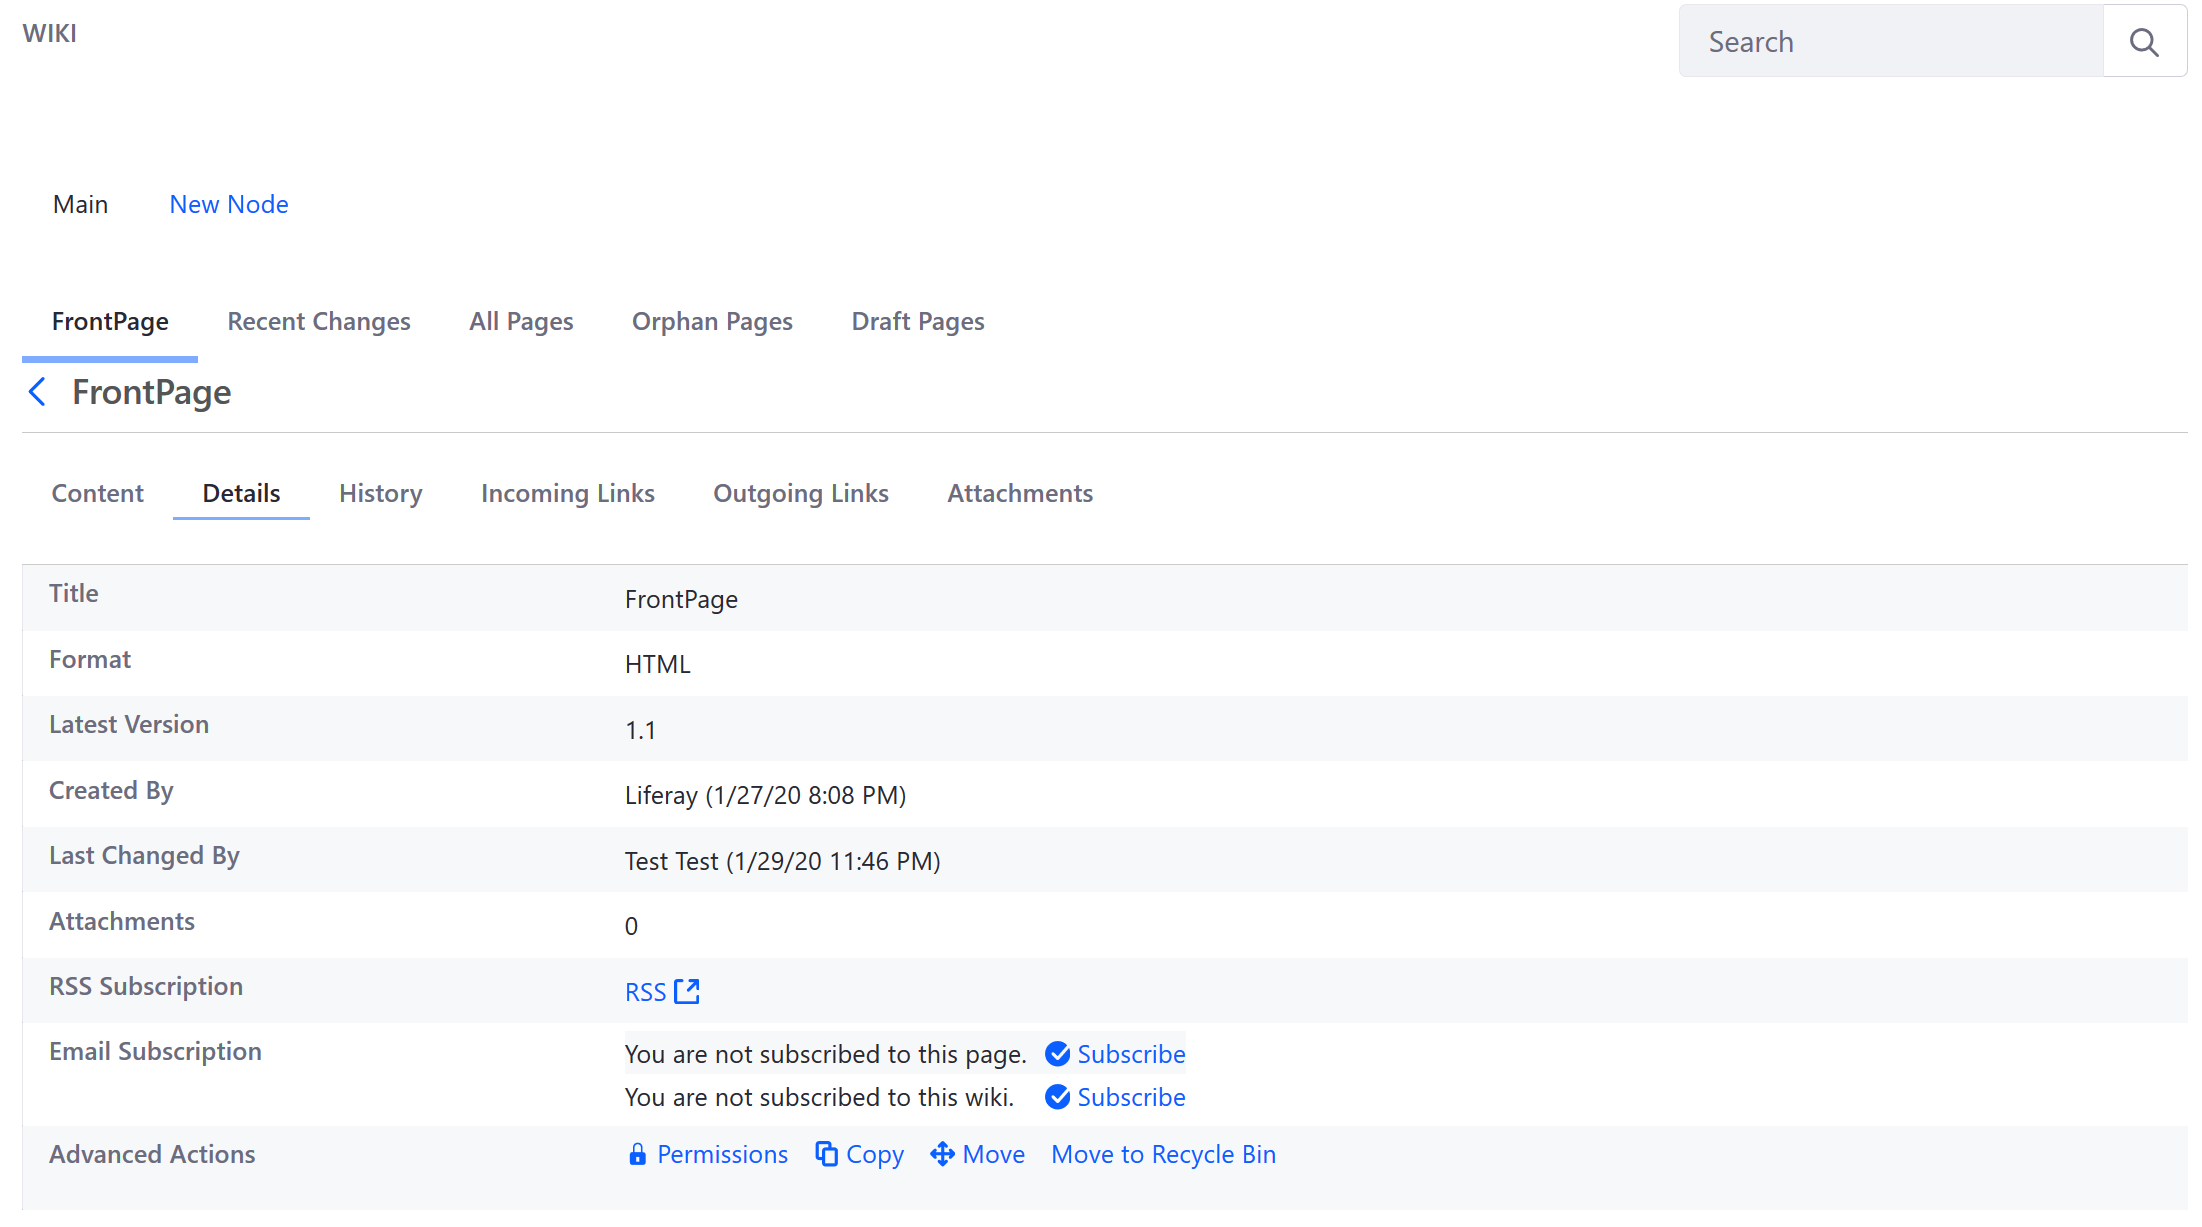 WIKI
Search
Main New Node
FrontPage Recent Changes All Pages Orphan Pages Draft Pages
FrontPage
Content Details History Incoming Links Outgoing Links Attachments
Title FrontPage
Format HTML
Latest Version 1.1
Created By Liferay (1/27/20 8:08 PM)
Last Changed By Test Test (1/29/20 11:46 PM)
Attachments 0
RSS Subscription RSS
Email Subscription You are not subscribed to this page. Subscribe
You are not subscribed to this wiki. Subscribe
Advanced Actions Permissions Copy Move Move to Recycle Bin